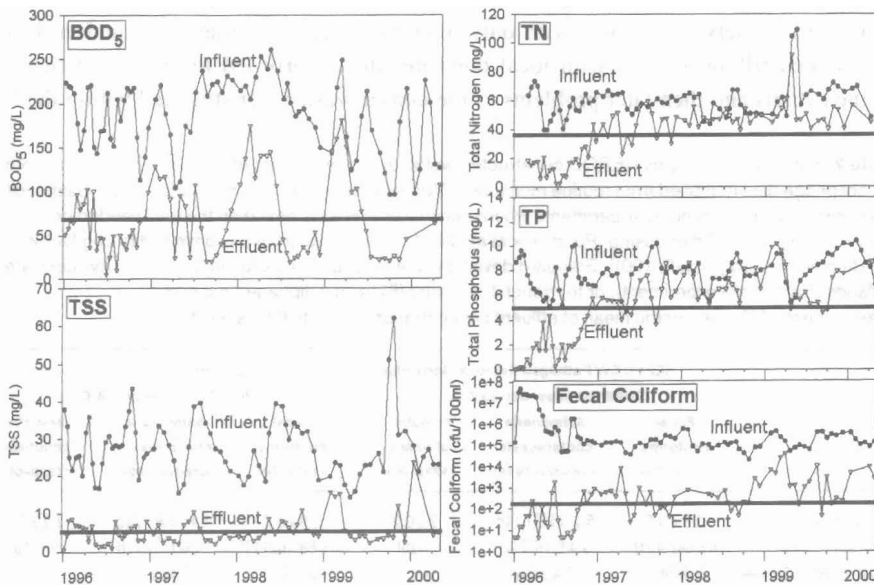 BOD5
300
250
200
150
100
50
BOD5 (mg/L)
Influent
Effluent
TSS
70
60
50
40
30
20
10
0
TSS (mg/L)
Influent
Effluent
1996 1997 1998 1999 2000
TN
120
100
80
60
40
20
0
Total Nitrogen (mg/L)
Influent
Effluent
TP
14
12
10
8
6
4
2
0
Total Phosphorus (mg/L)
Influent
Effluent
Fecal Coliform
1e+8
1e+7
1e+6
1e+5
1e+4
1e+3
1e+2
1e+1
1e+0
Fecal Coliform (cfu/100ml)
Influent
Effluent
1996 1997 1998 1999 2000